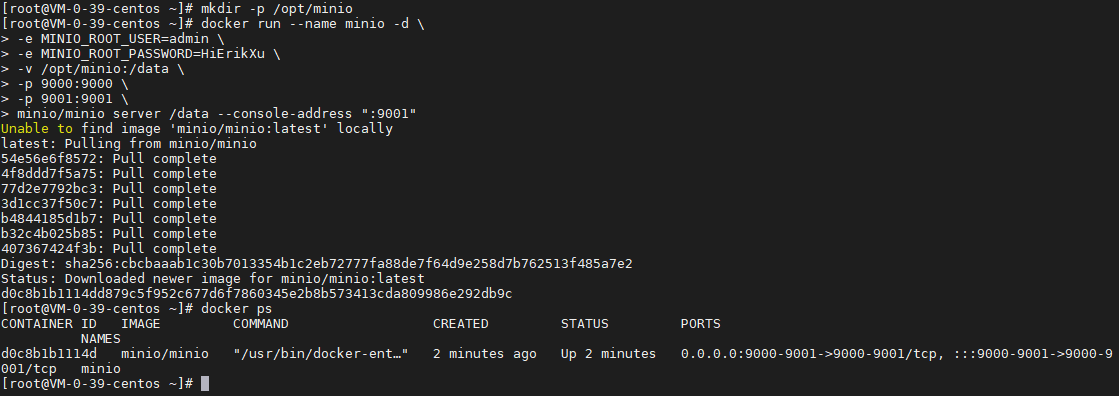 [root@VM-0-39-centos ~]# mkdir -p /opt/minio
[root@VM-0-39-centos ~]# docker run --name minio -d \
> -e MINIO_ROOT_USER=admin \
> -e MINIO_ROOT_PASSWORD=HiErikXu \
> -v /opt/minio:/data \
> -p 9000:9000 \
> -p 9001:9001 \
> minio/minio server /data --console-address ":9001"
Unable to find image 'minio/minio:latest' locally
latest: Pulling from minio/minio
54e56e6f8572: Pull complete
4f8ddd7f5a75: Pull complete
77d2e7792bc3: Pull complete
3d1cc37f50c7: Pull complete
b4844185d1b7: Pull complete
b32c4b025b85: Pull complete
407367424f3b: Pull complete
Digest: sha256:cbcbaaab1c30b7013354b1c2eb72777fa88de7f64d9e258d7b762513f485a7e2
Status: Downloaded newer image for minio/minio:latest
d0c8b1b1114dd879c5f952c677d6f7860345e2b8b573413cda809986e292db9c
[root@VM-0-39-centos ~]# docker ps
CONTAINER ID   IMAGE         COMMAND                  CREATED         STATUS         PORTS
          NAMES
d0c8b1b1114d   minio/minio   "/usr/bin/docker-ent…"   2 minutes ago   Up 2 minutes   0.0.0.0:9000-9001->9000-9001/tcp, :::9000-9001->9000-9
001/tcp   minio
[root@VM-0-39-centos ~]#